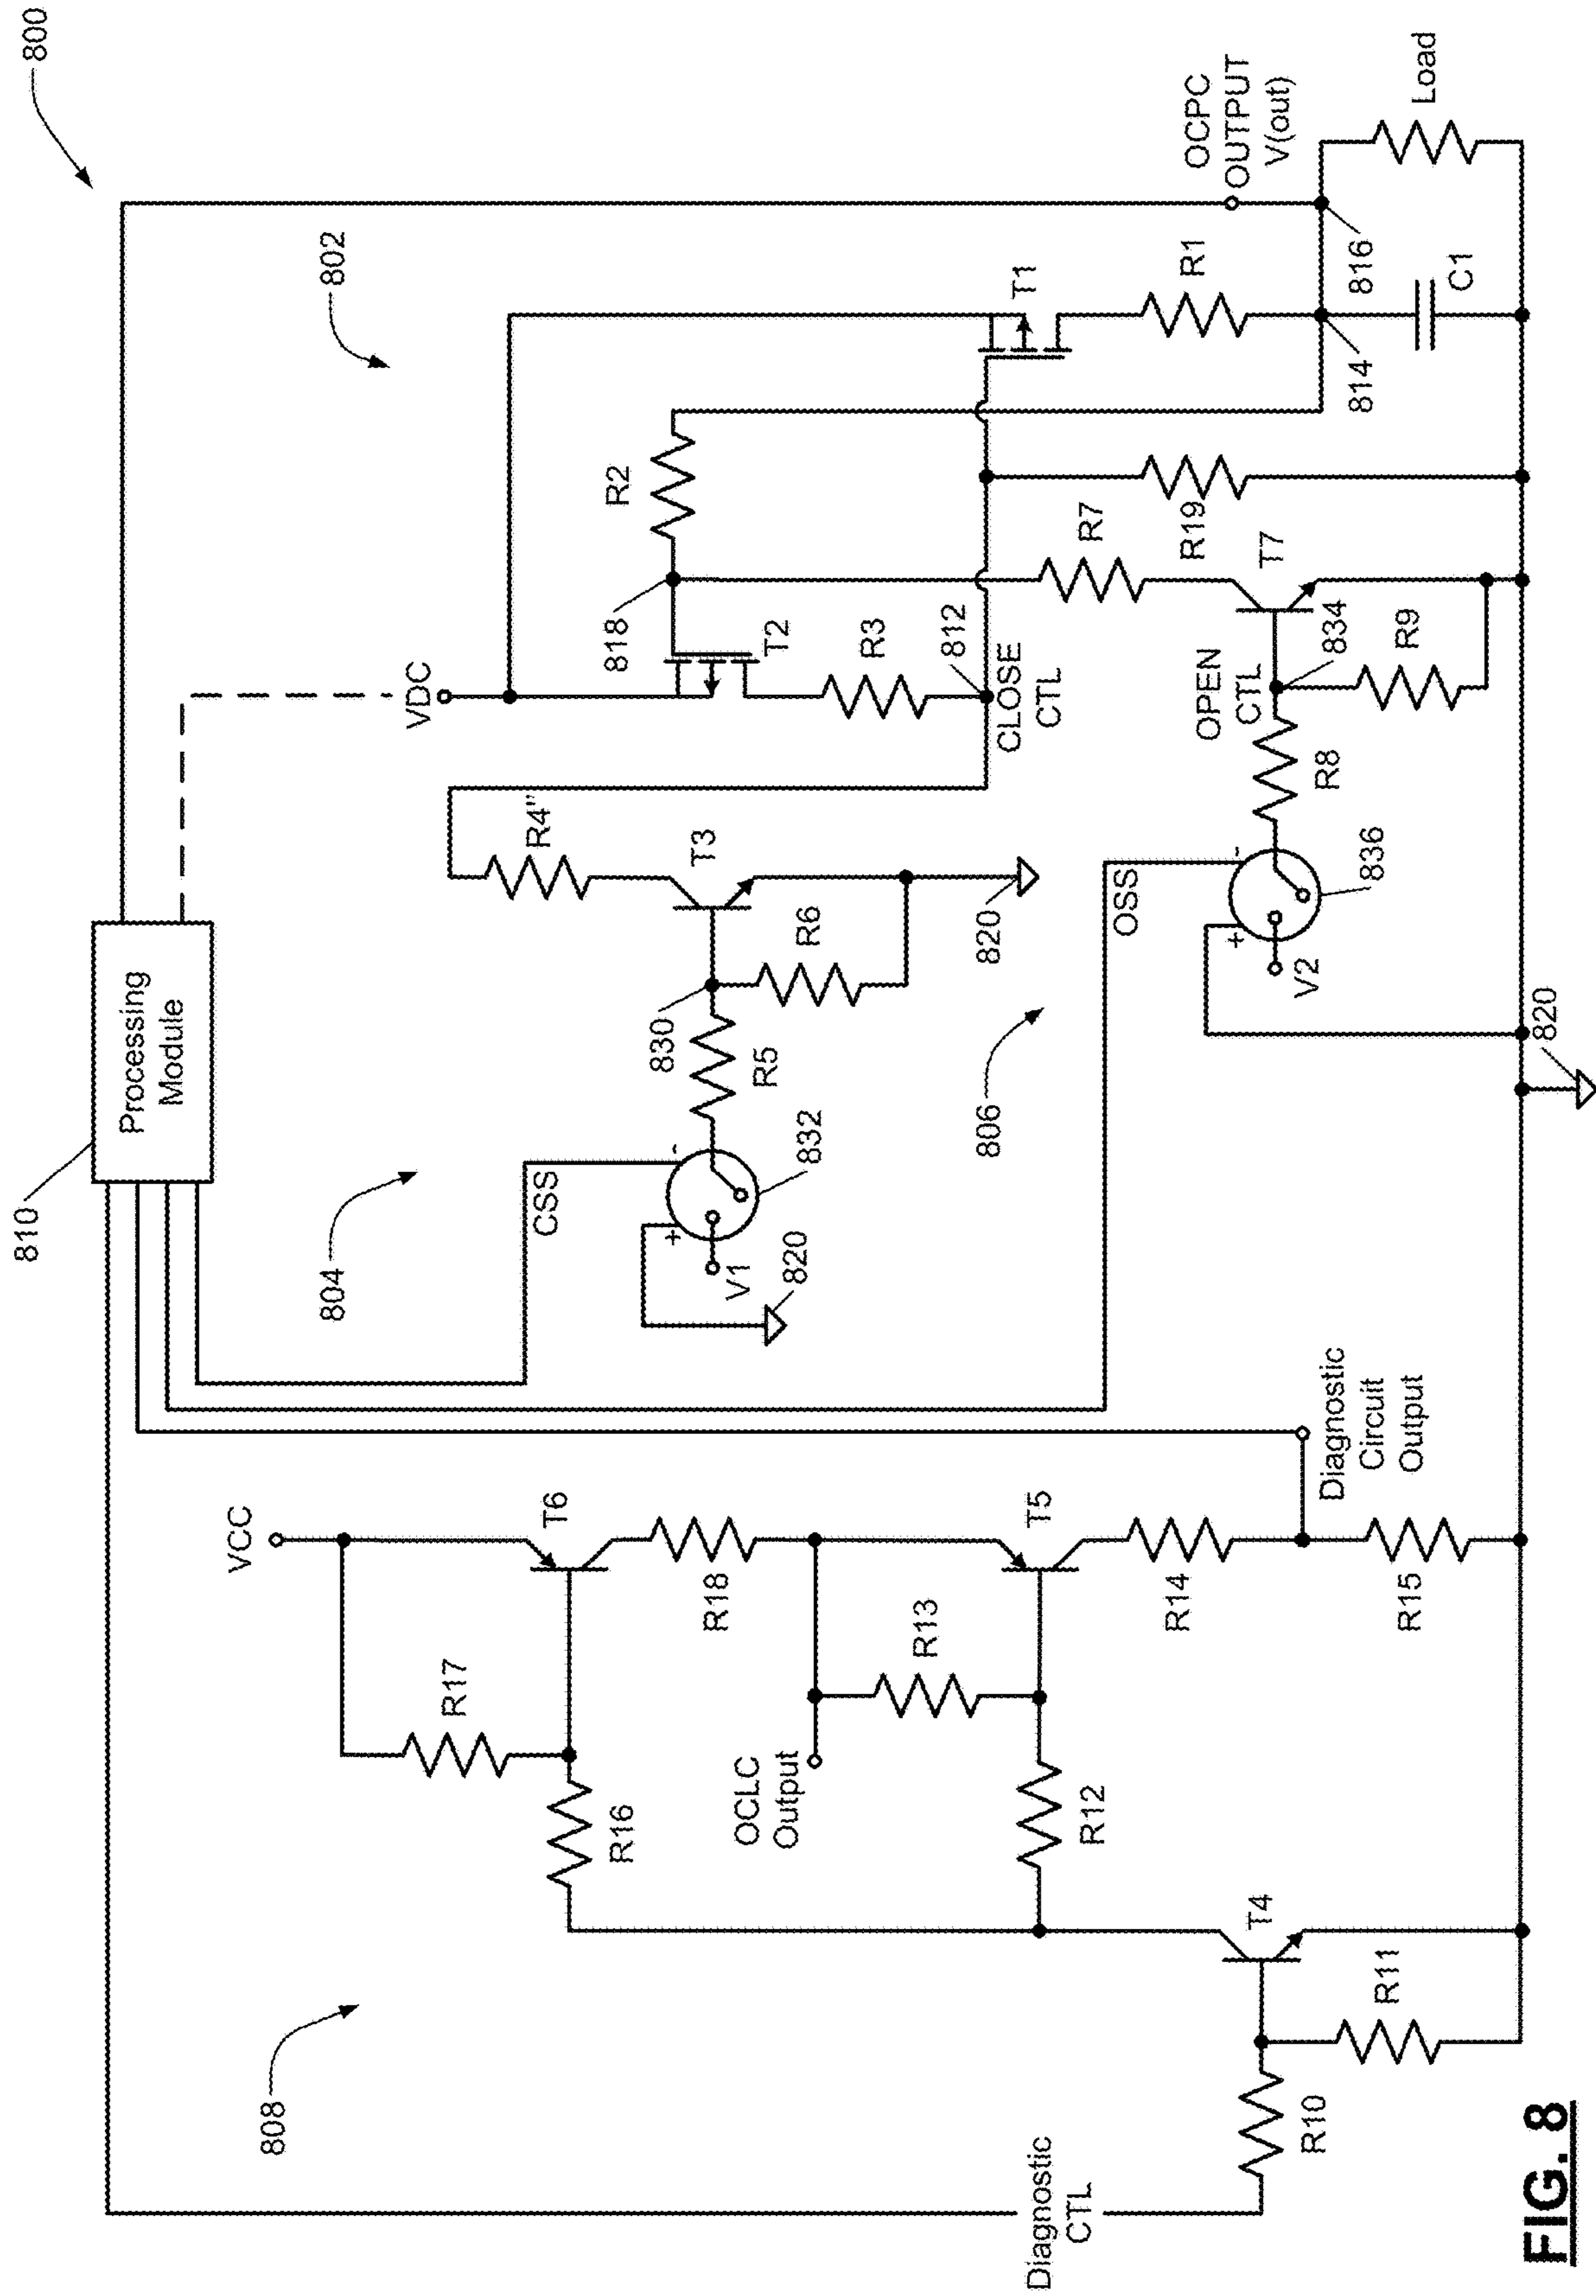 800
810
Processing
Module
802
804
806
808
VDC
VCC
T6
R17
R16
R18
OCLC
Output
R13
R12
T5
R14
R15
Diagnostic
Circuit
Output
T4
R10
R11
Diagnostic
CTL
CSS
V1
820
832
R5
830
R6
T3
R4"
820
OSS
V2
836
R8
OPEN
CTL
834
R9
T7
R7
R19
820
818
R2
T2
R3
812
CLOSE
CTL
T1
R1
814
816
C1
OCPC
OUTPUT
V(out)
Load
FIG. 8